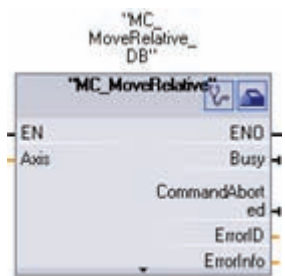 "MC_
MoveRelative_
DB"
"MC_MoveRelative"
EN
ENO
Axis
Busy
CommandAbort
ed
ErrorID
ErrorInfo